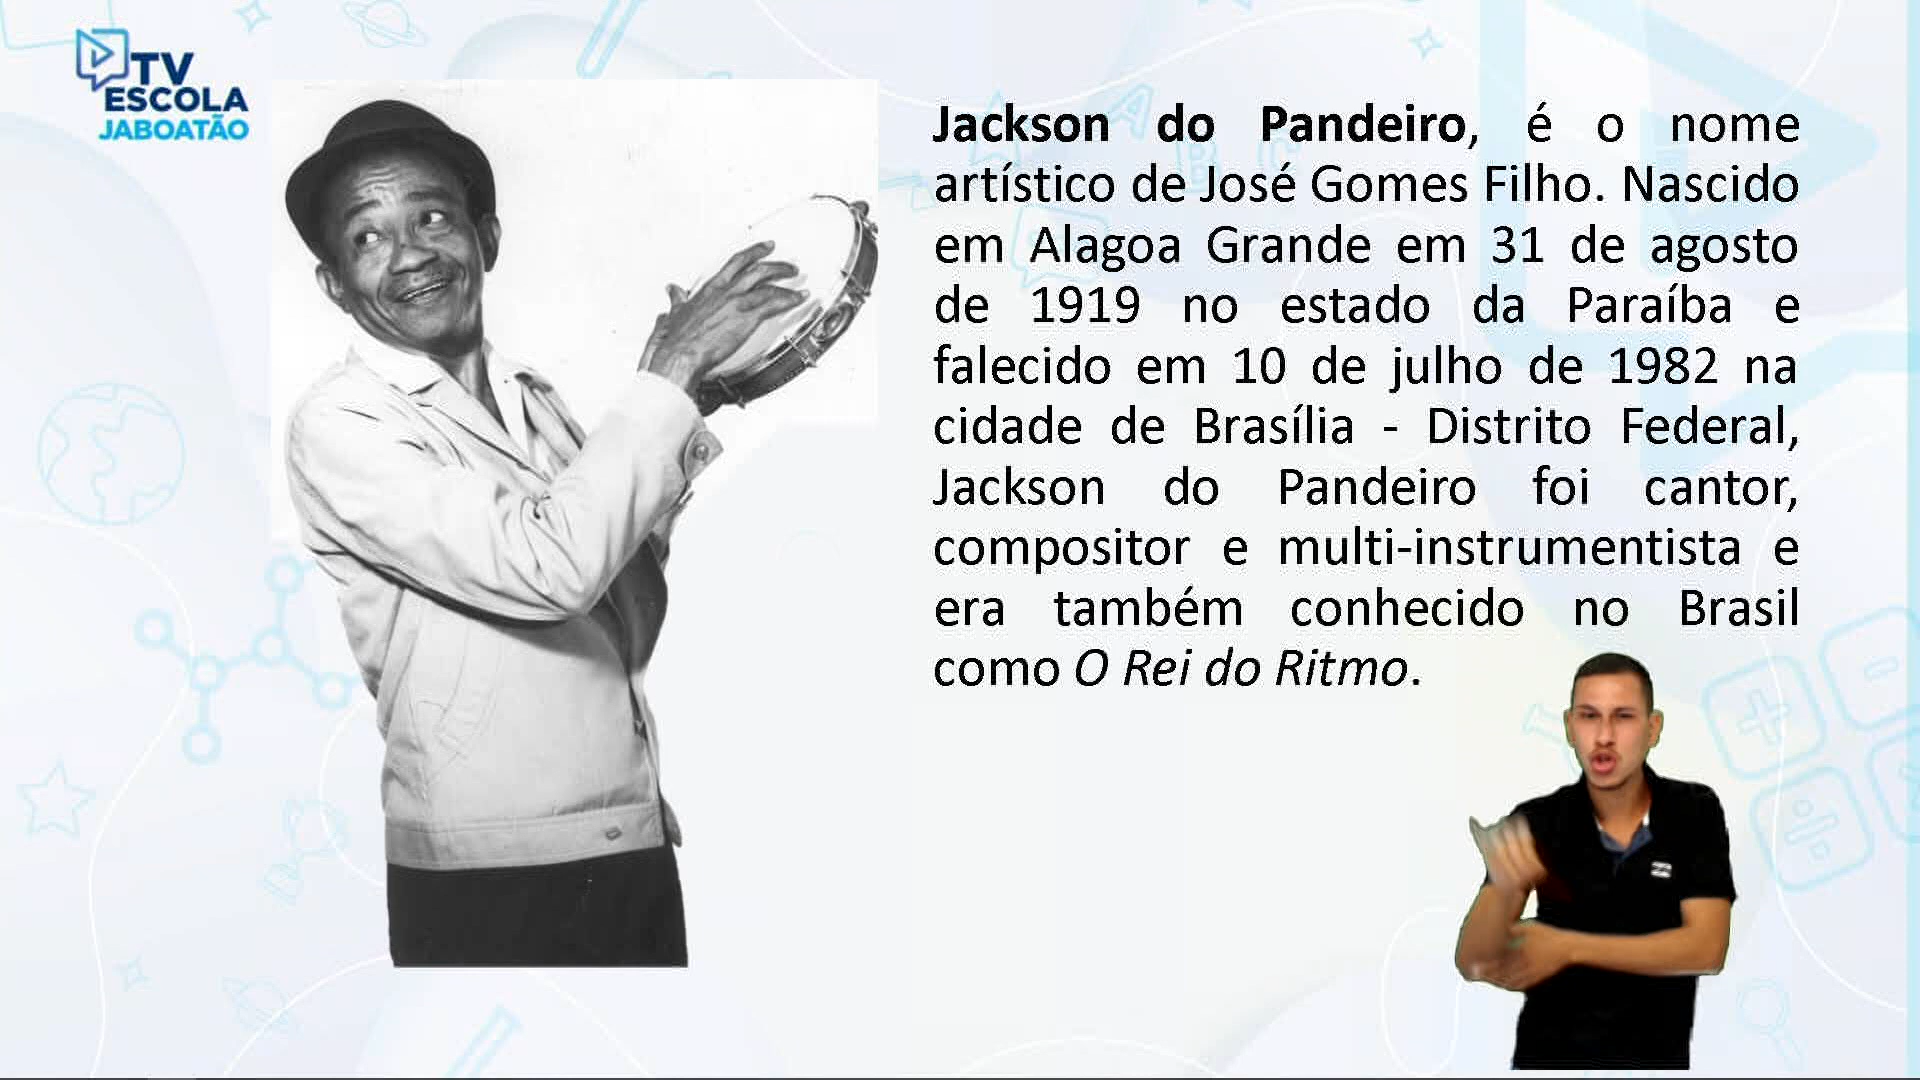 TV
ESCOLA
JABOATÃO
Jackson do Pandeiro, é o nome
artístico de José Gomes Filho. Nascido
em Alagoa Grande em 31 de agosto
de 1919 no estado da Paraíba e
falecido em 10 de julho de 1982 na
cidade de Brasília - Distrito Federal,
Jackson do Pandeiro foi cantor,
compositor e multi-instrumentista e
era também conhecido no Brasil
como O Rei do Ritmo.
A
B C